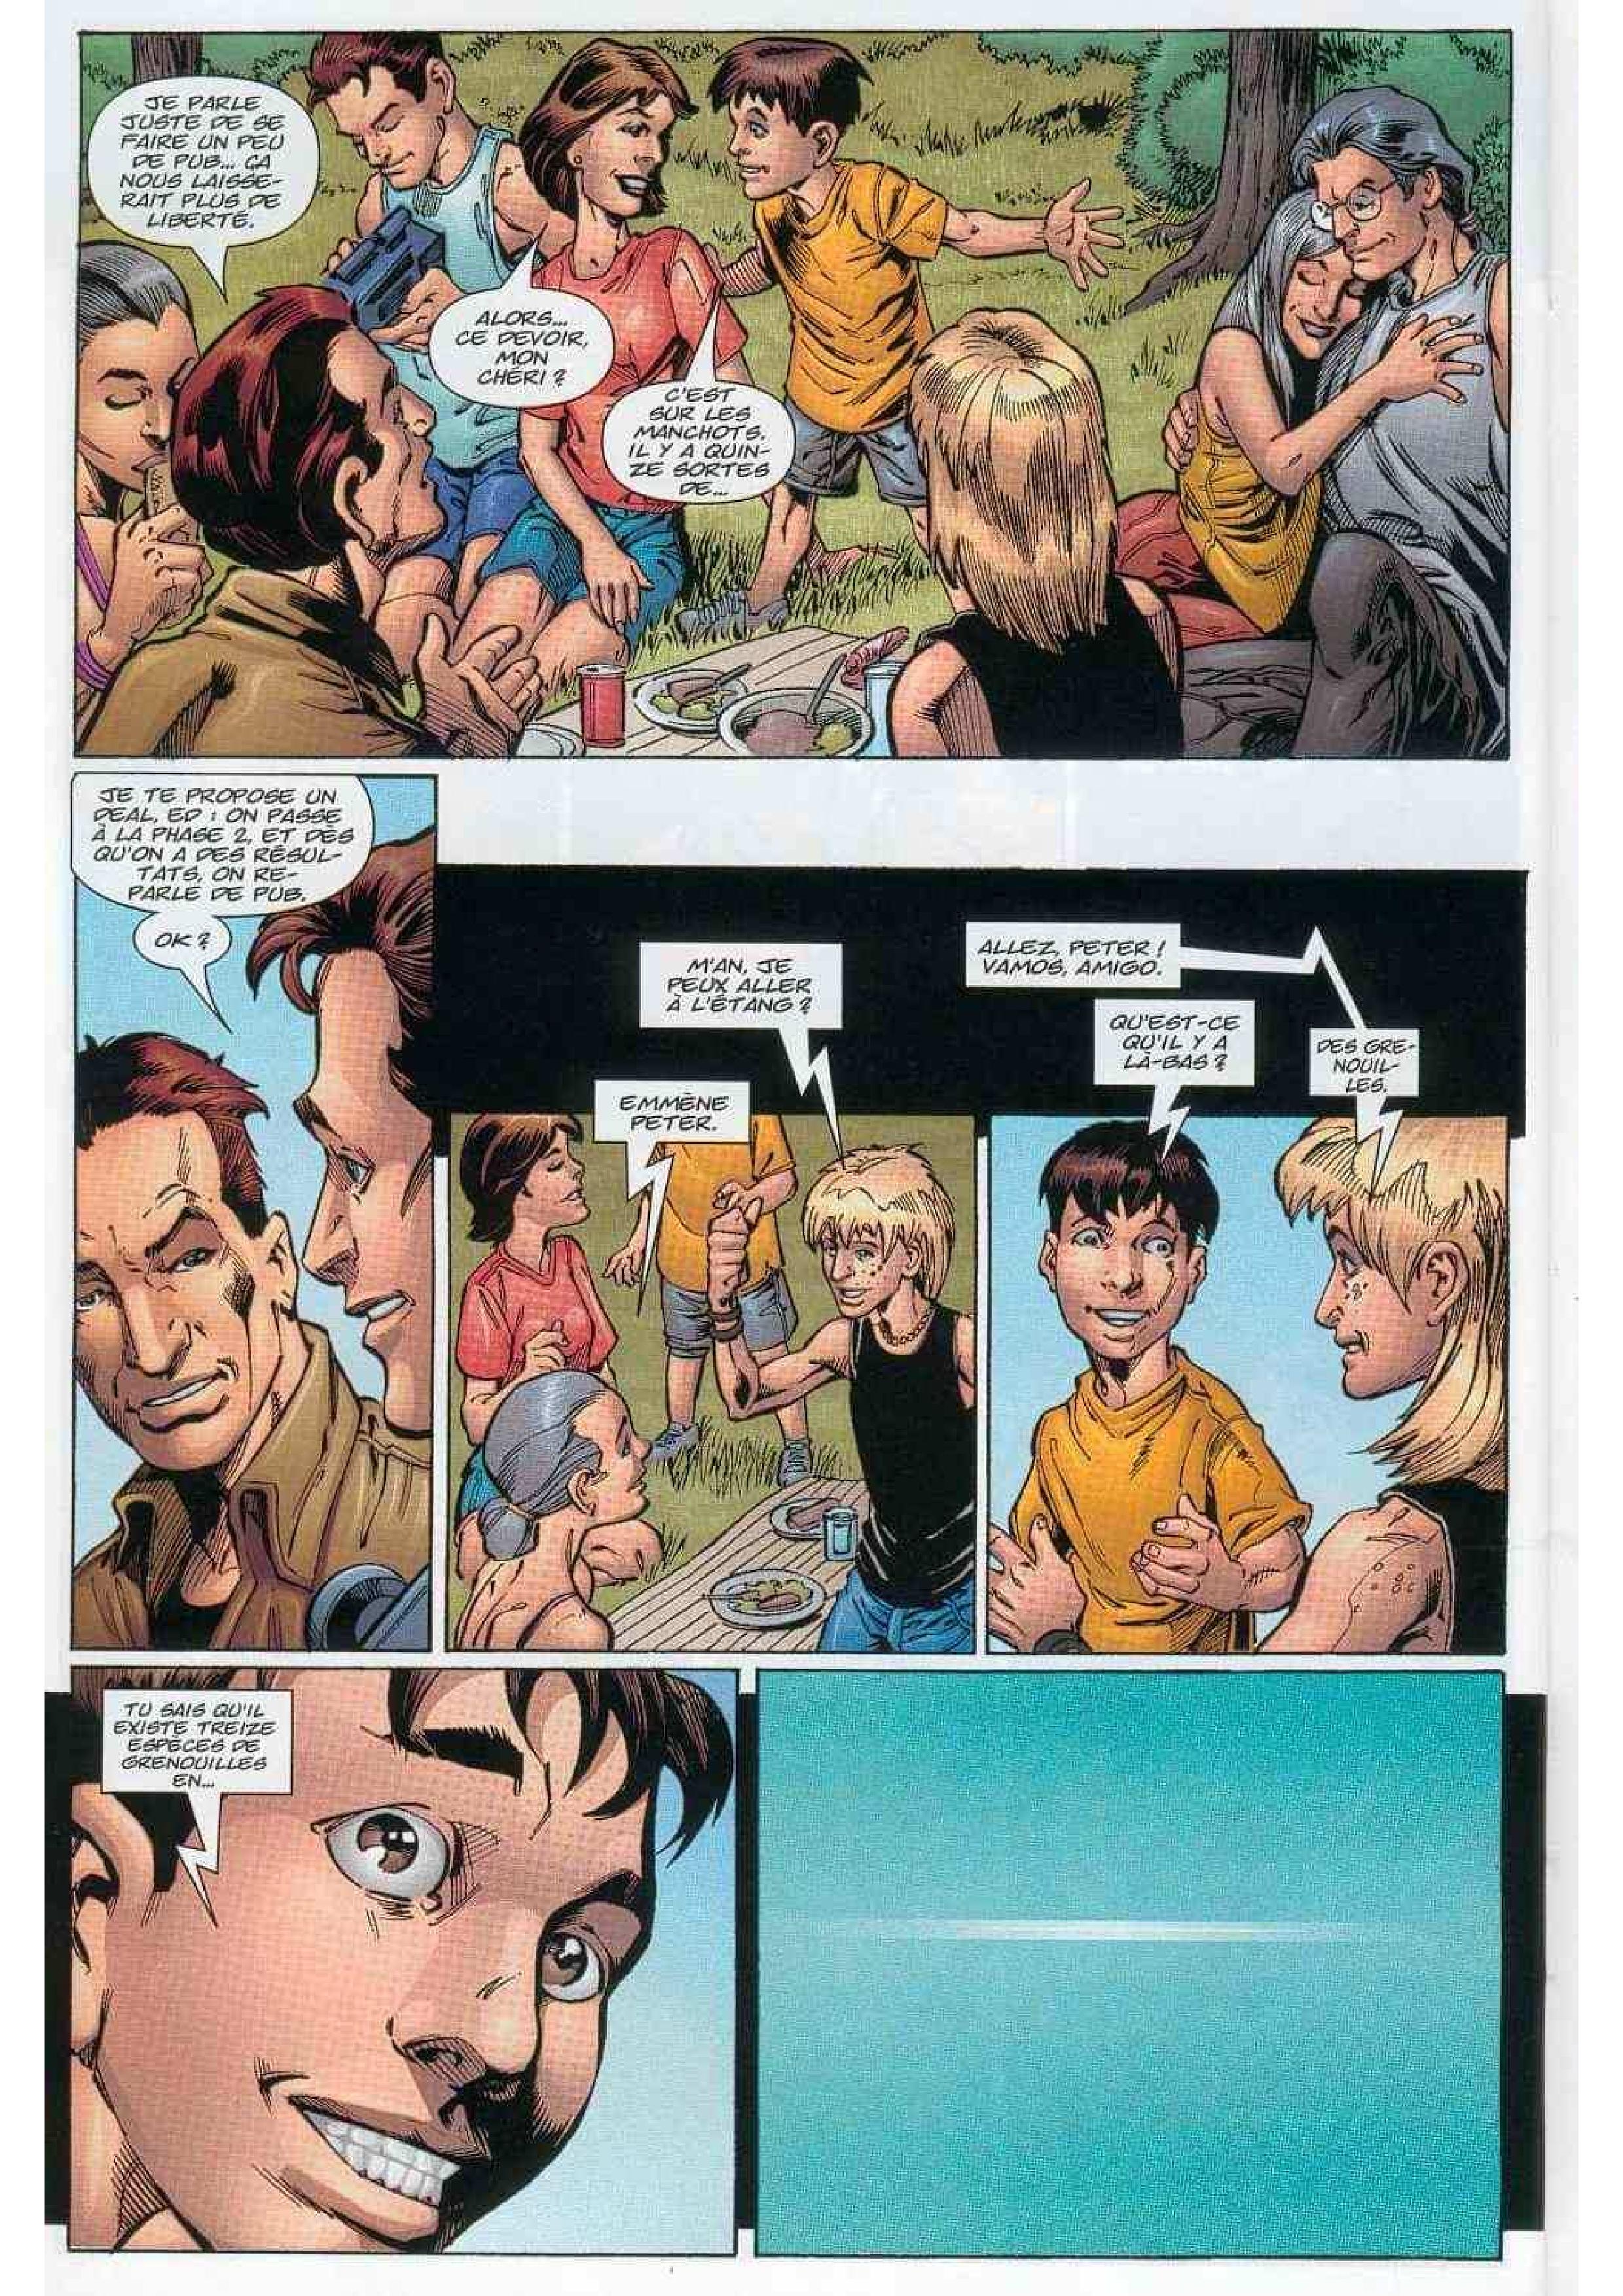 JE PARLE
JUSTE DE SE
FAIRE UN PEU
DE PUB... ÇA
NOUS LAISSE-
RAIT PLUS DE
LIBERTÉ.
ALORS...
CE DEVOIR,
MON
CHÉRI ?
C'EST
SUR LES
MANCHOTS.
IL Y A QUIN-
ZE SORTES
DE...
JE TE PROPOSE UN
DEAL, ED : ON PASSE
À LA PHASE 2, ET DÈS
QU'ON A DES RÉSUL-
TATS, ON RE-
PARLE DE PUB.
OK ?
M'AN, JE
PEUX ALLER
À L'ÉTANG ?
EMMÈNE
PETER.
ALLEZ, PETER !
VAMOS, AMIGO.
QU'EST-CE
QU'IL Y A
LÀ-BAS ?
DES GRE-
NOUIL-
LES.
TU SAIS QU'IL
EXISTE TREIZE
ESPÈCES DE
GRENOUILLES
EN...